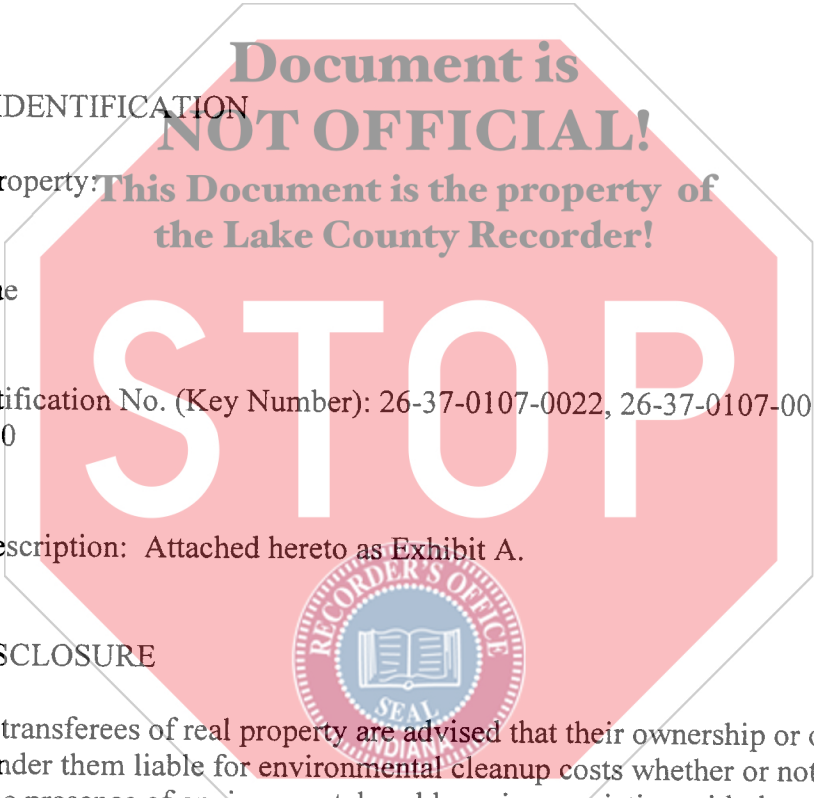 Document is
IDENTIFICATION
NOT OFFICIAL!
roperty:
This Document is the property of
the Lake County Recorder!
e
STOP
tification No. (Key Number): 26-37-0107-0022, 26-37-0107-00
0
escription: Attached hereto as Exhibit A.
RECORDER'S OFFICE
SEAL
INDIANA
SCLOSURE
transferees of real property are advised that their ownership or
nder them liable for environmental cleanup costs whether or not